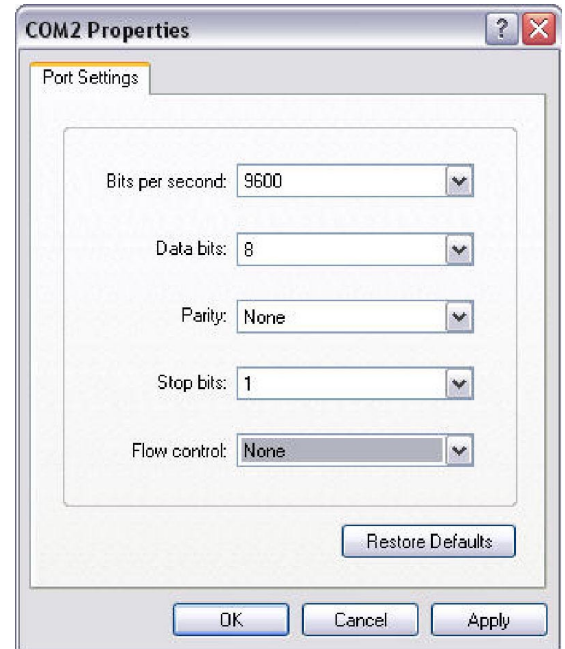 COM2 Properties
Port Settings
Bits per second: 9600
Data bits: 8
Parity: None
Stop bits: 1
Flow control: None
Restore Defaults
OK Cancel Apply